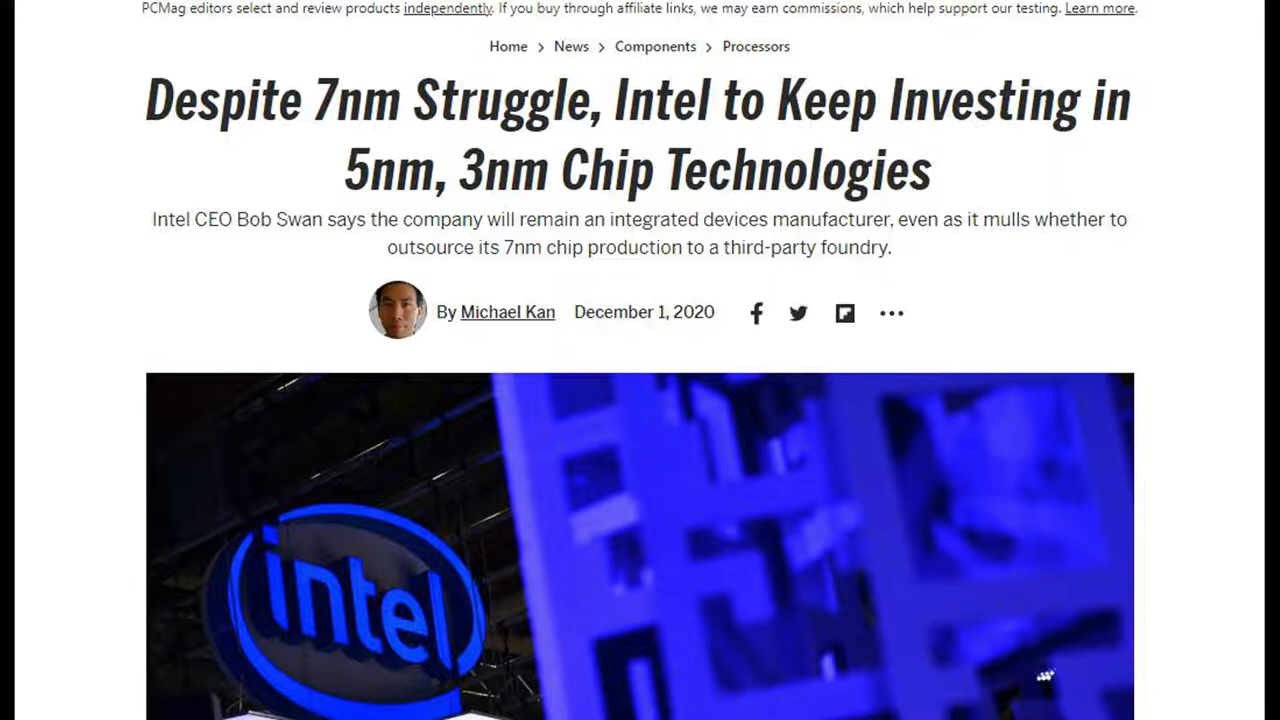 PCMag editors select and review products independently. If you buy through affiliate links, we may earn commissions, which help support our testing. Learn more.
Home > News > Components > Processors
Despite 7nm Struggle, Intel to Keep Investing in
5nm, 3nm Chip Technologies
Intel CEO Bob Swan says the company will remain an integrated devices manufacturer, even as it mulls whether to
outsource its 7nm chip production to a third-party foundry.
By Michael Kan December 1, 2020
intel